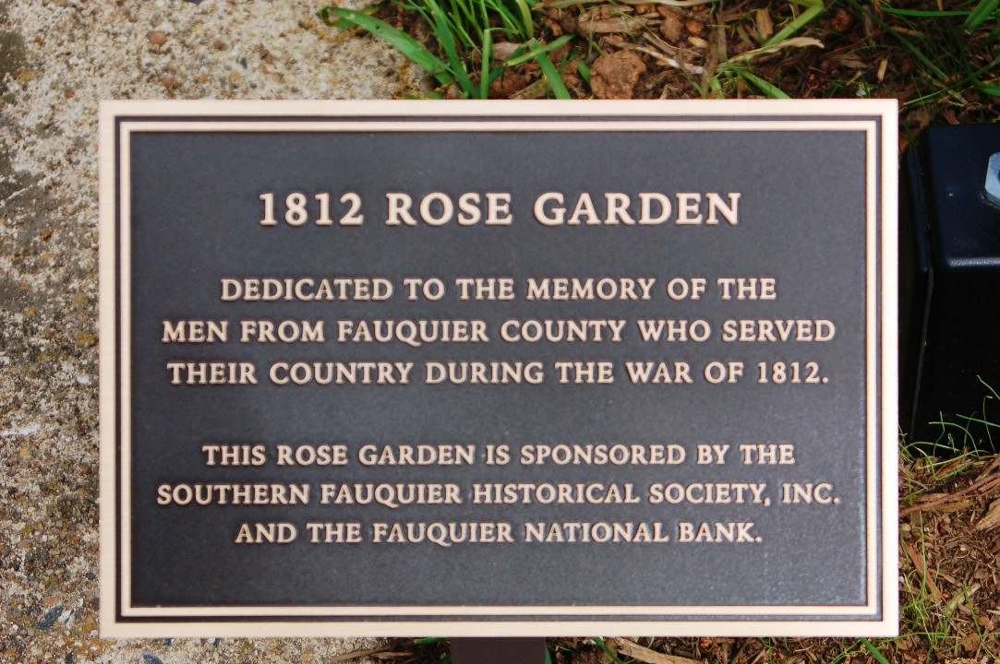 1812 ROSE GARDEN
DEDICATED TO THE MEMORY OF THE
MEN FROM FAUQUIER COUNTY WHO SERVED
THEIR COUNTRY DURING THE WAR OF 1812.
THIS ROSE GARDEN IS SPONSORED BY THE
SOUTHERN FAUQUIER HISTORICAL SOCIETY, INC.
AND THE FAUQUIER NATIONAL BANK.